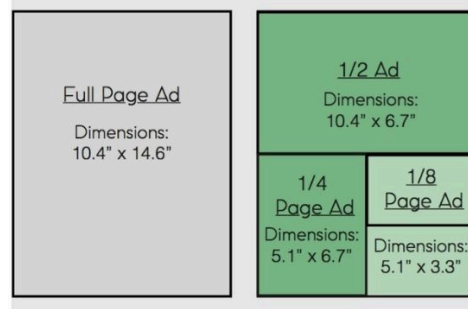 Full Page Ad
Dimensions:
10.4" x 14.6"
1/2 Ad
Dimensions:
10.4" x 6.7"
1/4
Page Ad
Dimensions:
5.1" x 6.7"
1/8
Page Ad
Dimensions:
5.1" x 3.3"